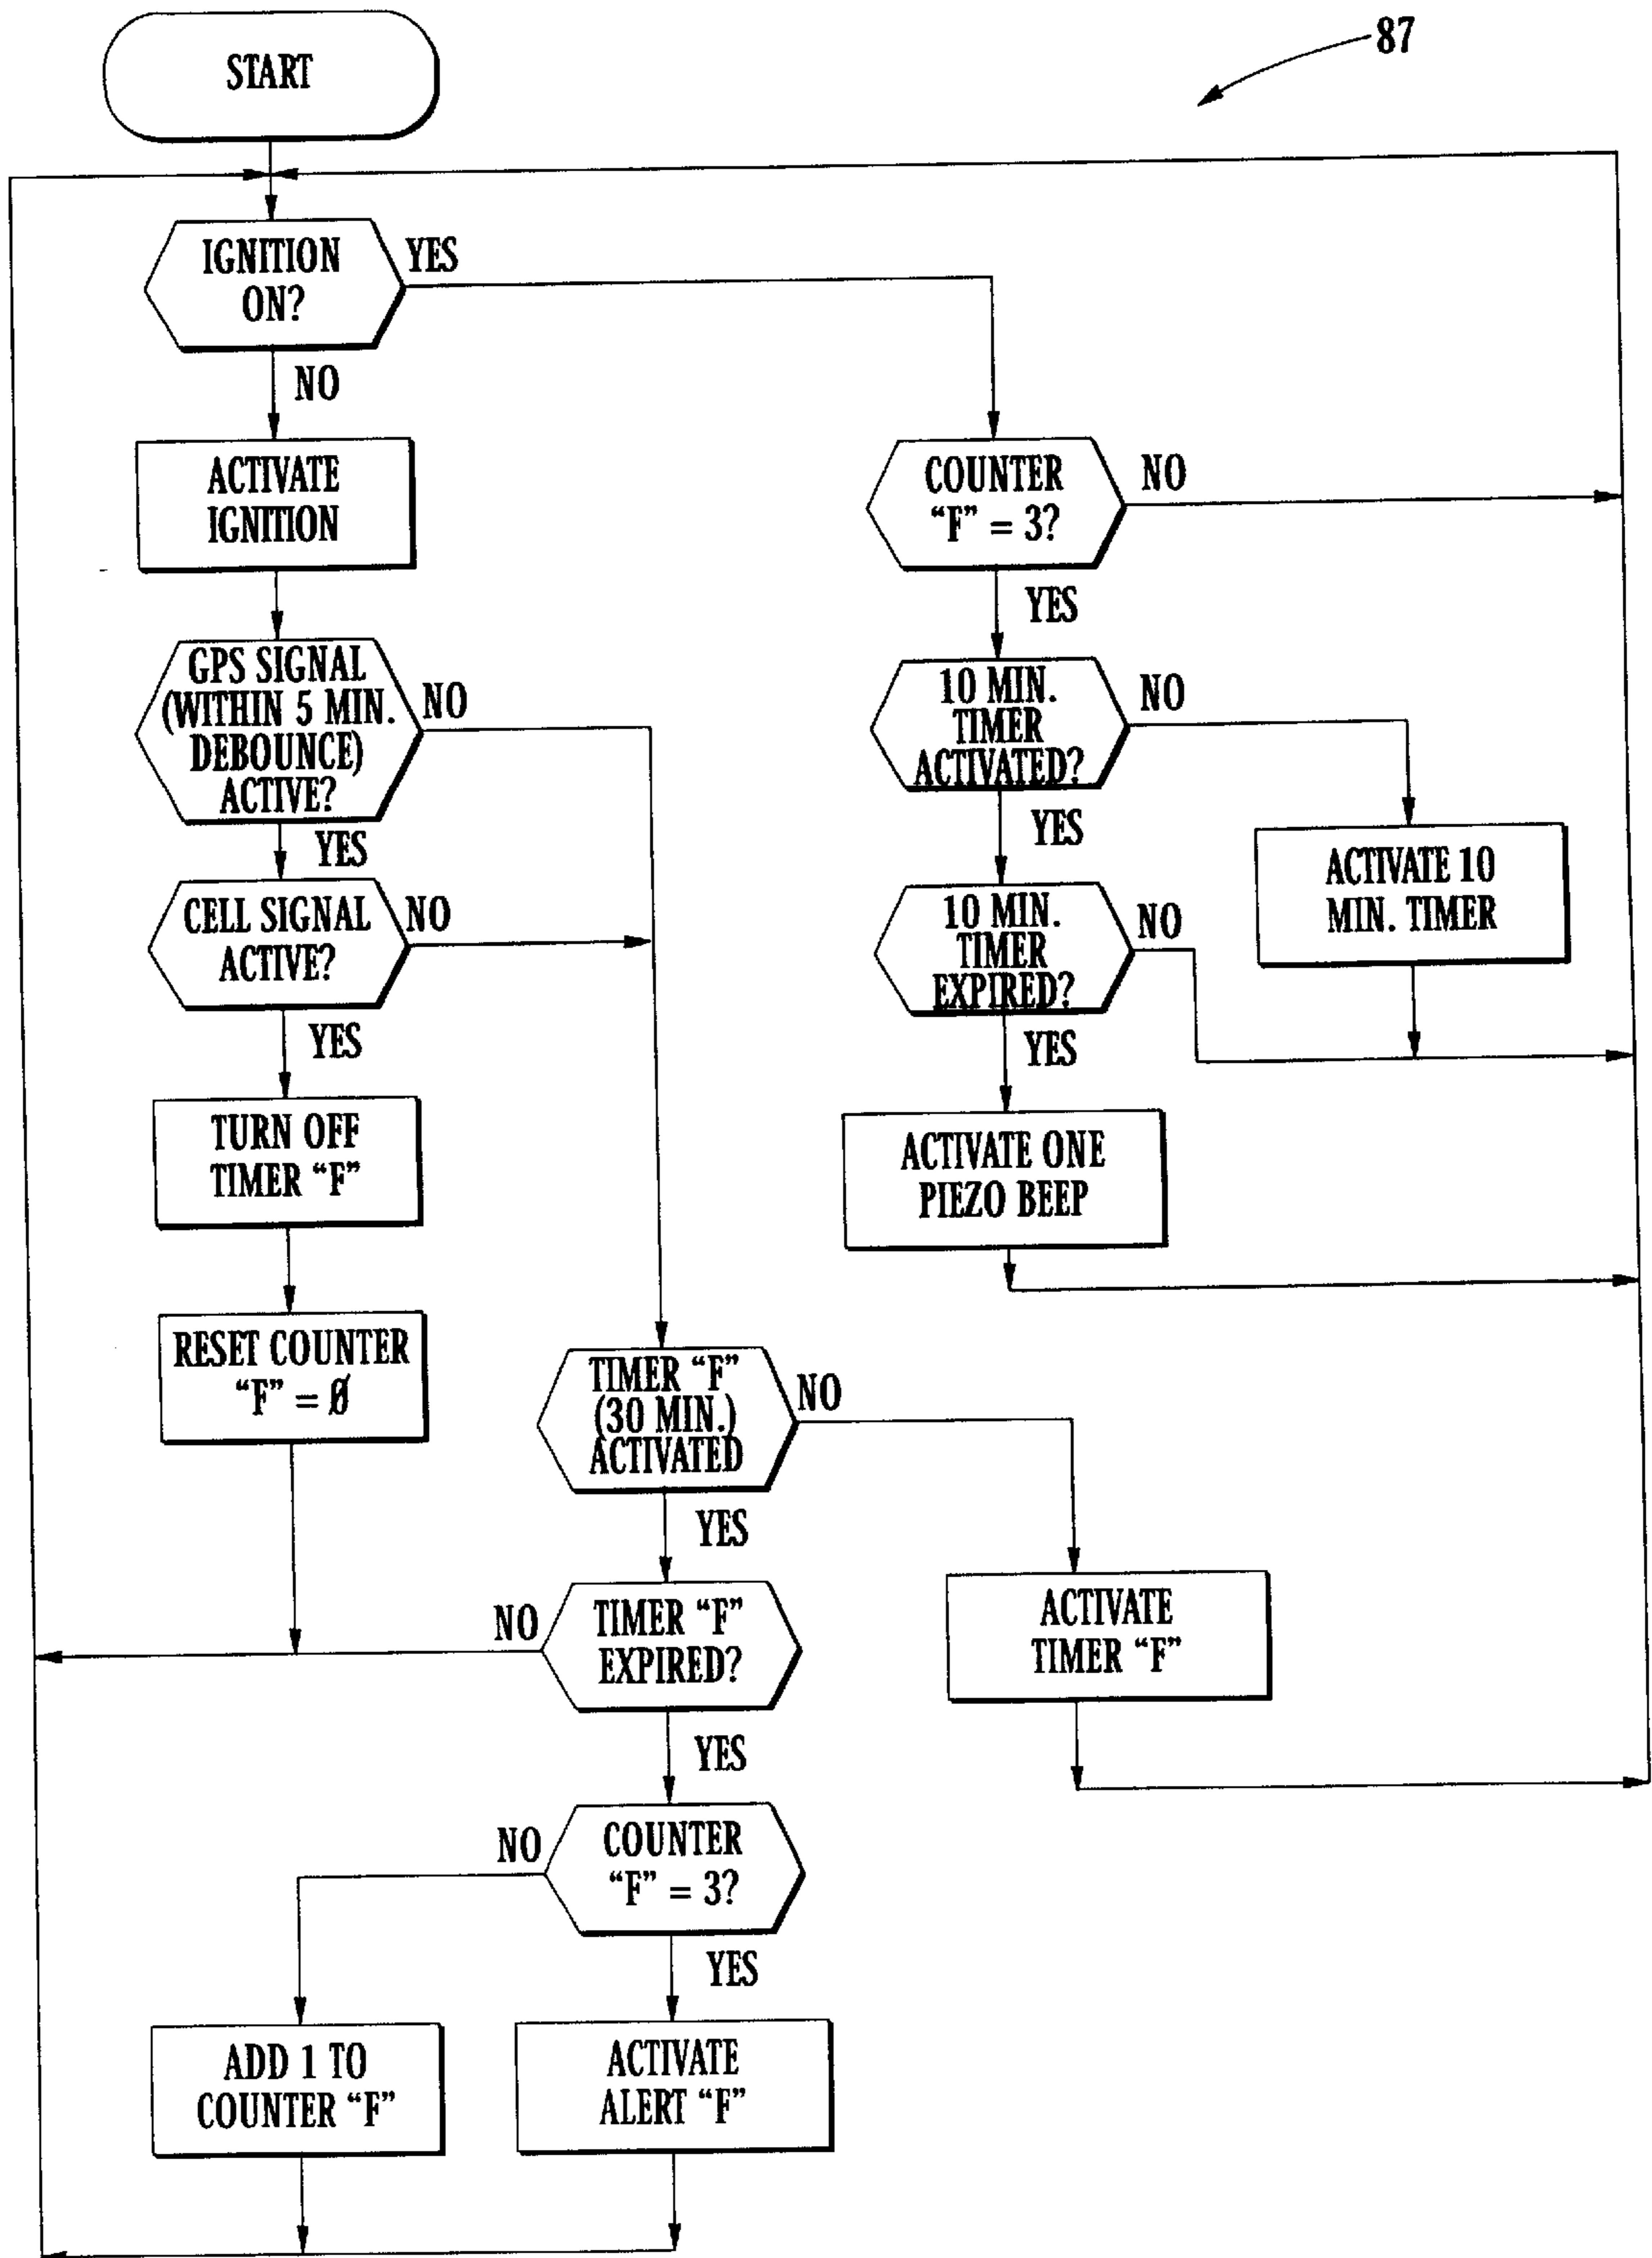 87
START
IGNITION
ON?
YES
NO
ACTIVATE
IGNITION
COUNTER
“F” = 3?
NO
YES
GPS SIGNAL
(WITHIN 5 MIN.
DEBOUNCE)
ACTIVE?
NO
YES
10 MIN.
TIMER
ACTIVATED?
NO
YES
ACTIVATE 10
MIN. TIMER
CELL SIGNAL
ACTIVE?
NO
YES
10 MIN.
TIMER
EXPIRED?
NO
YES
TURN OFF
TIMER “F”
ACTIVATE ONE
PIEZO BEEP
RESET COUNTER
“F” = Ø
TIMER “F”
(30 MIN.)
ACTIVATED
NO
YES
TIMER “F”
EXPIRED?
NO
YES
ACTIVATE
TIMER “F”
COUNTER
“F” = 3?
NO
YES
ADD 1 TO
COUNTER “F”
ACTIVATE
ALERT “F”